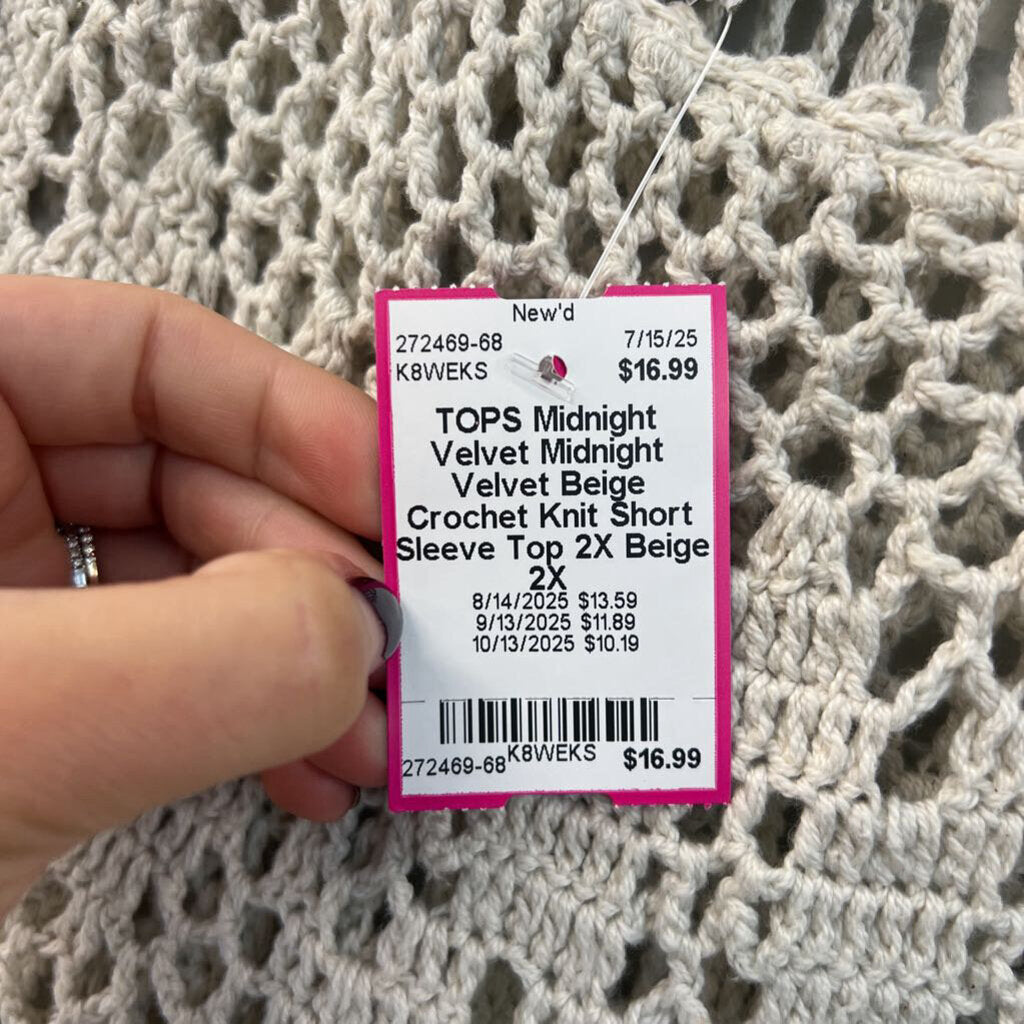 New'd
272469-68 7/15/25
K8WEKS $16.99
TOPS Midnight
Velvet Midnight
Velvet Beige
Crochet Knit Short
Sleeve Top 2X Beige
2X
8/14/2025 $13.59
9/13/2025 $11.89
10/13/2025 $10.19
272469-68 K8WEKS $16.99